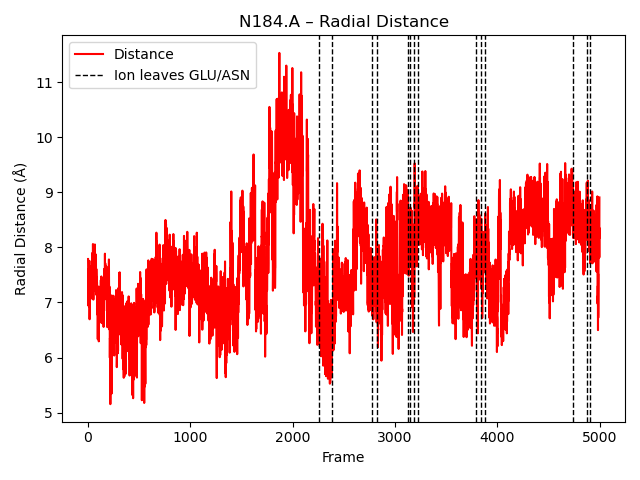 N184.A – Radial Distance
Distance
Ion leaves GLU/ASN
Radial Distance (Å)
11
10
9
8
7
6
5
0
1000
2000
3000
4000
5000
Frame